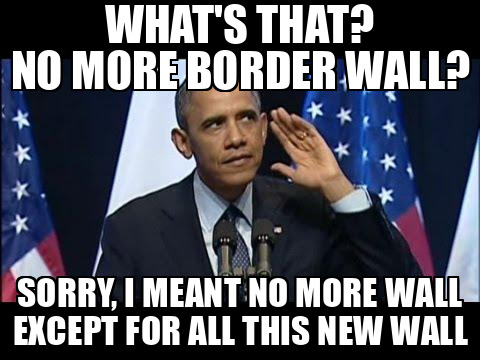 WHAT'S THAT?
NO MORE BORDER WALL?
SORRY, I MEANT NO MORE WALL
EXCEPT FOR ALL THIS NEW WALL